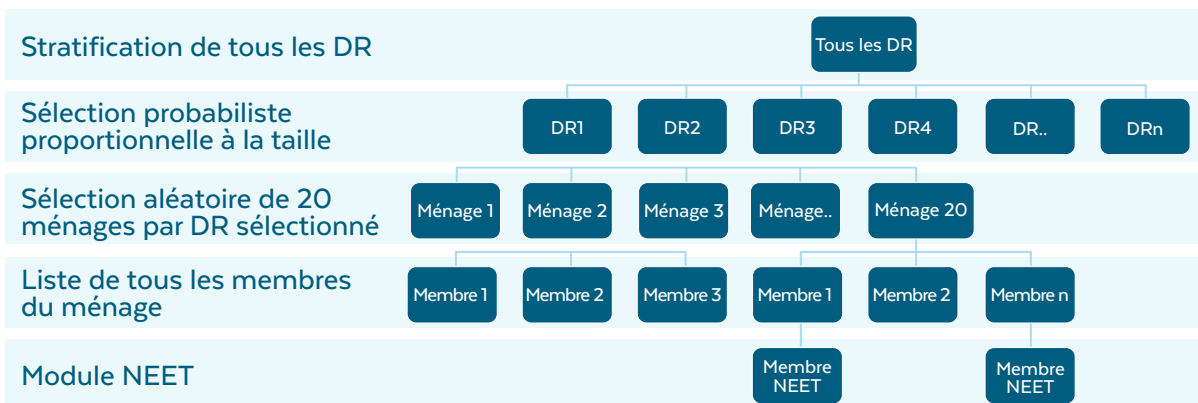 Stratification de tous les DR
Tous les DR
Sélection probabiliste
proportionnelle à la taille
DR1
DR2
DR3
DR4
DR..
DRn
Sélection aléatoire de 20
ménages par DR sélectionné
Ménage 1
Ménage 2
Ménage 3
Ménage..
Ménage 20
Liste de tous les membres
du ménage
Membre 1
Membre 2
Membre 3
Membre 1
Membre 2
Membre n
Module NEET
Membre
NEET
Membre
NEET